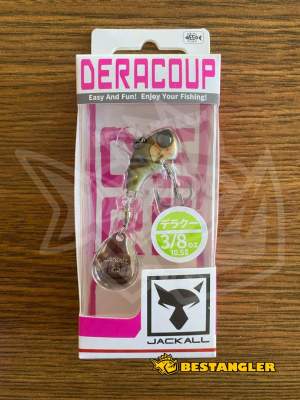 DERACOUP
Easy And Fun! Enjoy Your Fishing!
デラクー
3/8oz
10.5g
JACKALL
BESTANGLER